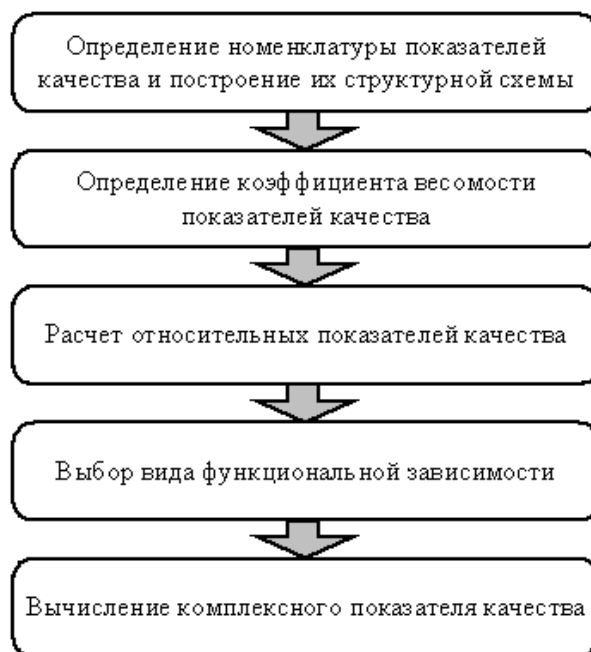 Определение номенклатуры показателей
качества и построение их структурной схемы
Определение коэффициента весомости
показателей качества
Расчет относительных показателей качества
Выбор вида функциональной зависимости
Вычисление комплексного показателя качества